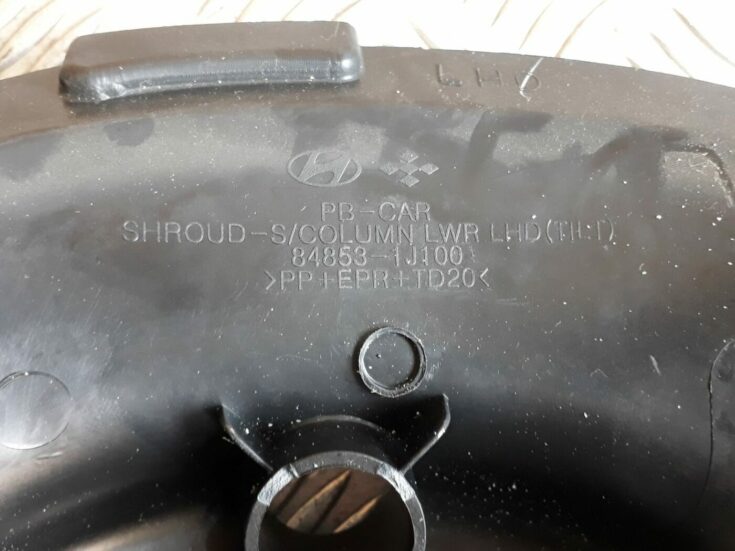 LHD
PB-CAR
SHROUD-S/COLUMN LWR LHD(TILT)
84853-1J100
>PP+EPR+TD20<